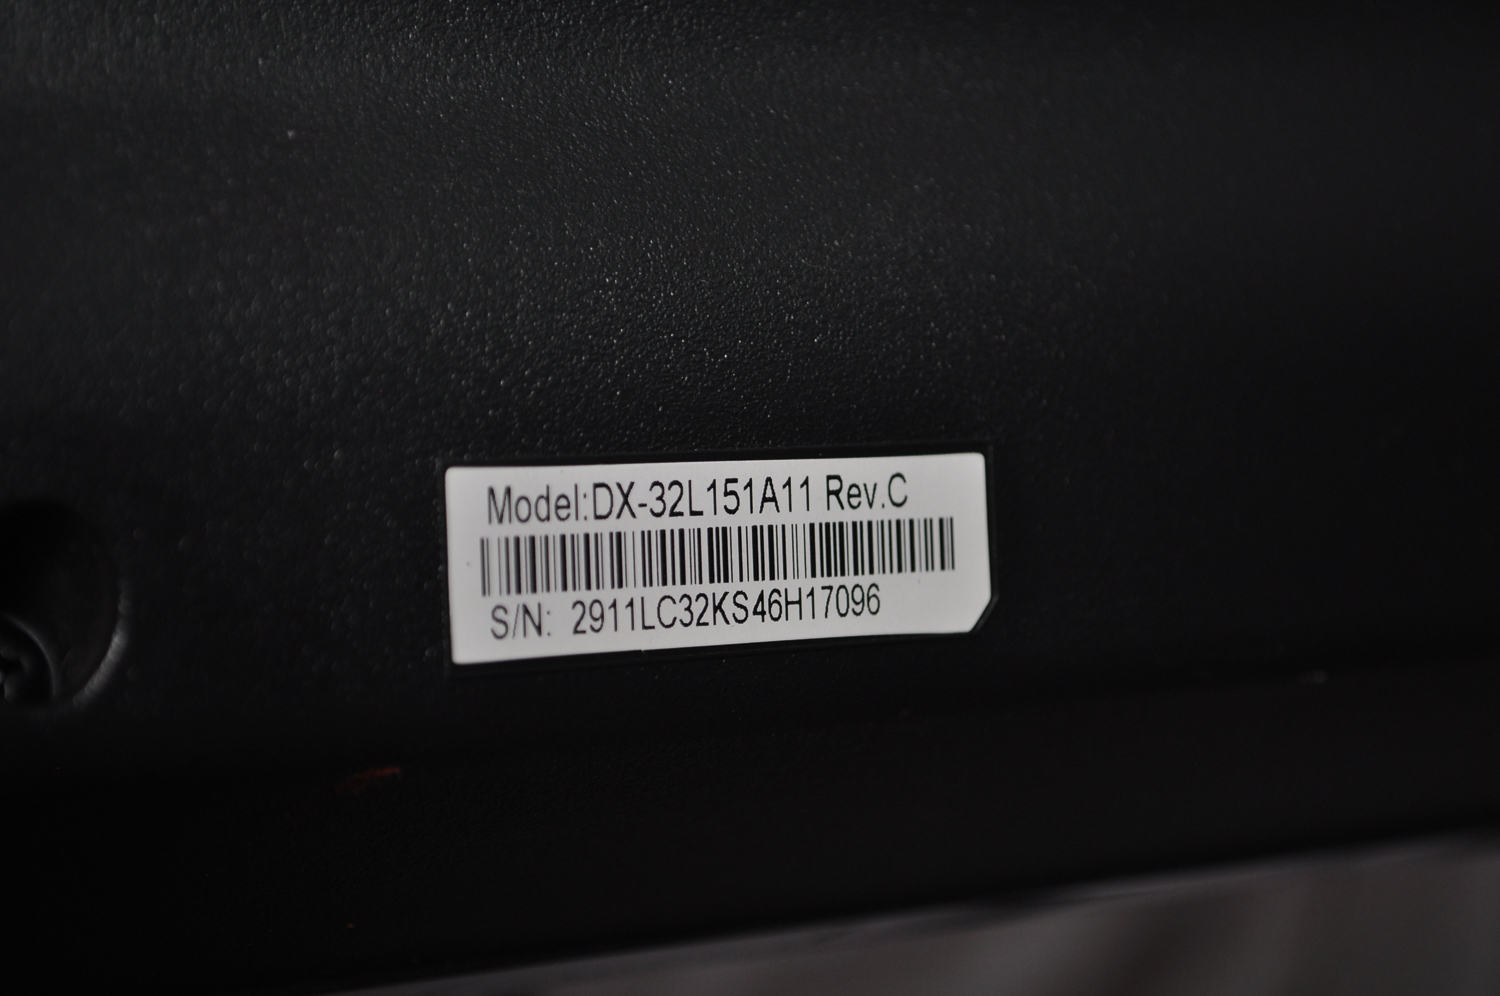 Model:DX-32L151A11 Rev.C
S/N: 2911LC32KS46H17096